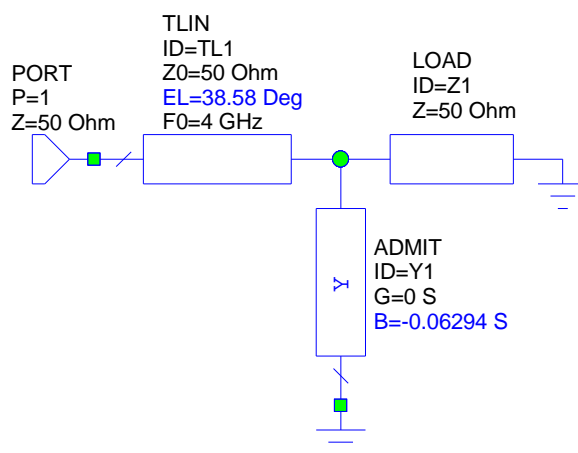 TLIN
ID=TL1
Z0=50 Ohm
EL=38.58 Deg
F0=4 GHz
PORT
P=1
Z=50 Ohm
LOAD
ID=Z1
Z=50 Ohm
Y
ADMIT
ID=Y1
G=0 S
B=-0.06294 S